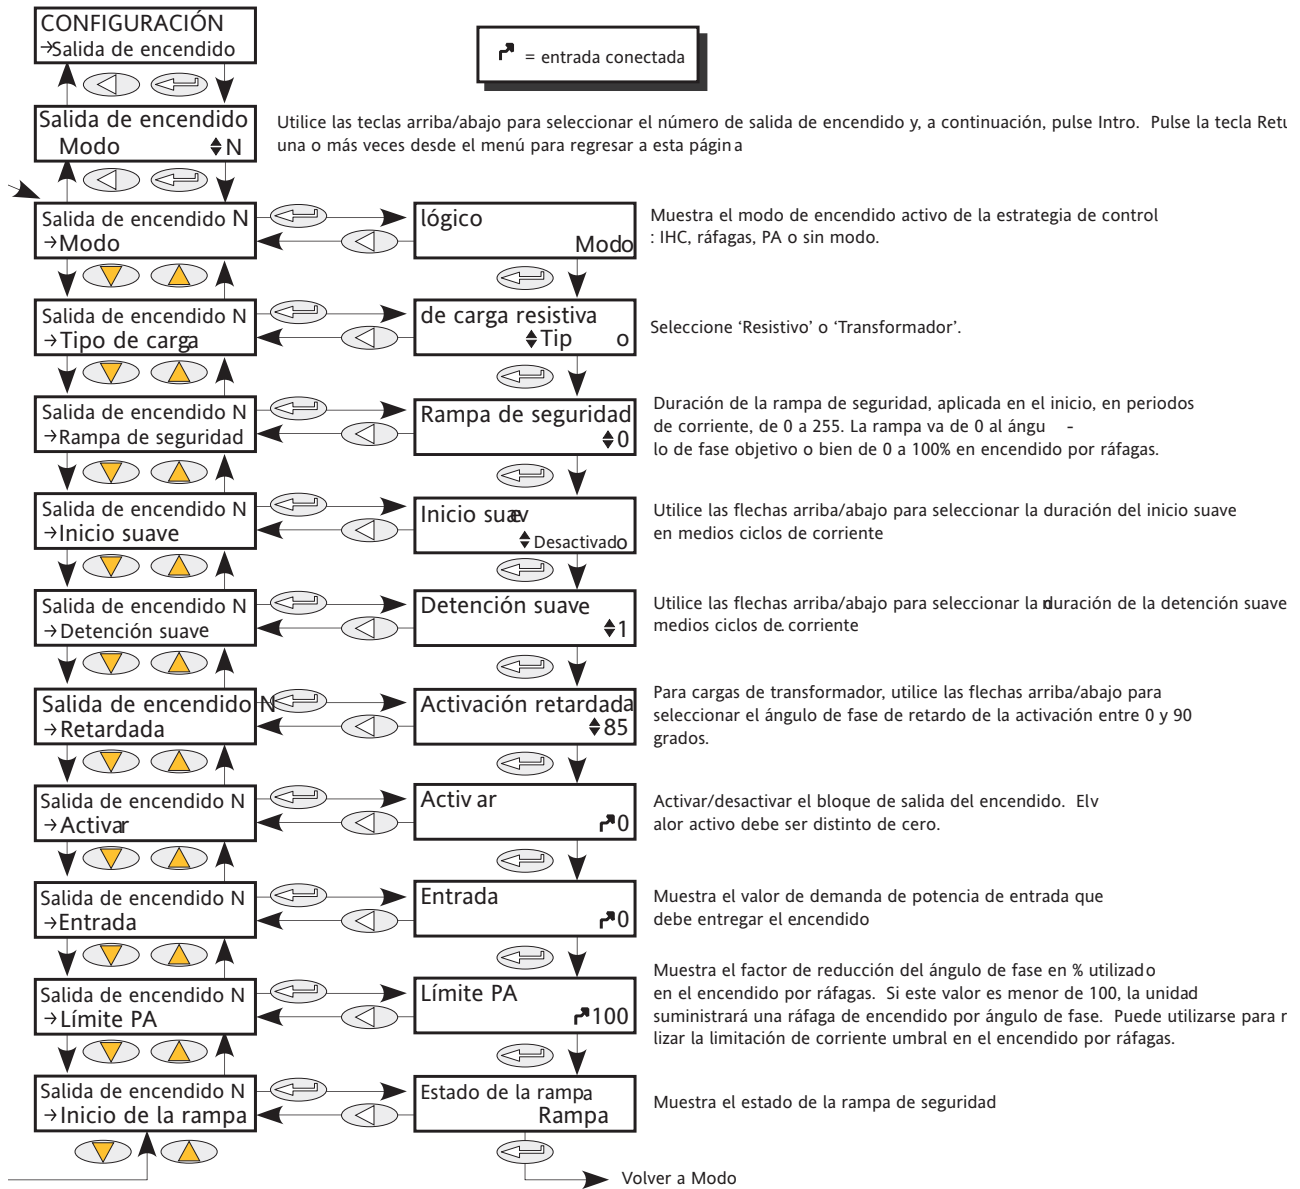 CONFIGURACIÓN
→Salida de encendido
= entrada conectada
Salida de encendido
Modo N
Utilice las teclas arriba/abajo para seleccionar el número de salida de encendido y, a continuación, pulse Intro. Pulse la tecla Retu
una o más veces desde el menú para regresar a esta página
Salida de encendido N
→Modo
lógico
Modo
Muestra el modo de encendido activo de la estrategia de control
: IHC, ráfagas, PA o sin modo.
Salida de encendido N
→Tipo de carga
de carga resistiva
Tip o
Seleccione ‘Resistivo’ o ‘Transformador’.
Salida de encendido N
→Rampa de seguridad
Rampa de seguridad
0
Duración de la rampa de seguridad, aplicada en el inicio, en periodos
de corriente, de 0 a 255. La rampa va de 0 al ángu -
lo de fase objetivo o bien de 0 a 100% en encendido por ráfagas.
Salida de encendido N
→Inicio suave
Inicio suaev
Desactivado
Utilice las flechas arriba/abajo para seleccionar la duración del inicio suave
en medios ciclos de corriente
Salida de encendido N
→Detención suave
Detención suave
1
Utilice las flechas arriba/abajo para seleccionar la duración de la detención suave
medios ciclos de corriente
Salida de encendido N
→Retardada
Activación retardada
85
Para cargas de transformador, utilice las flechas arriba/abajo para
seleccionar el ángulo de fase de retardo de la activación entre 0 y 90
grados.
Salida de encendido N
→Activar
Activ ar
0
Activar/desactivar el bloque de salida del encendido. Elv
alor activo debe ser distinto de cero.
Salida de encendido N
→Entrada
Entrada
0
Muestra el valor de demanda de potencia de entrada que
debe entregar el encendido
Salida de encendido N
→Límite PA
Límite PA
100
Muestra el factor de reducción del ángulo de fase en % utilizado
en el encendido por ráfagas. Si este valor es menor de 100, la unidad
suministrará una ráfaga de encendido por ángulo de fase. Puede utilizarse para r
lizar la limitación de corriente umbral en el encendido por ráfagas.
Salida de encendido N
→Inicio de la rampa
Estado de la rampa
Rampa
Muestra el estado de la rampa de seguridad
Volver a Modo